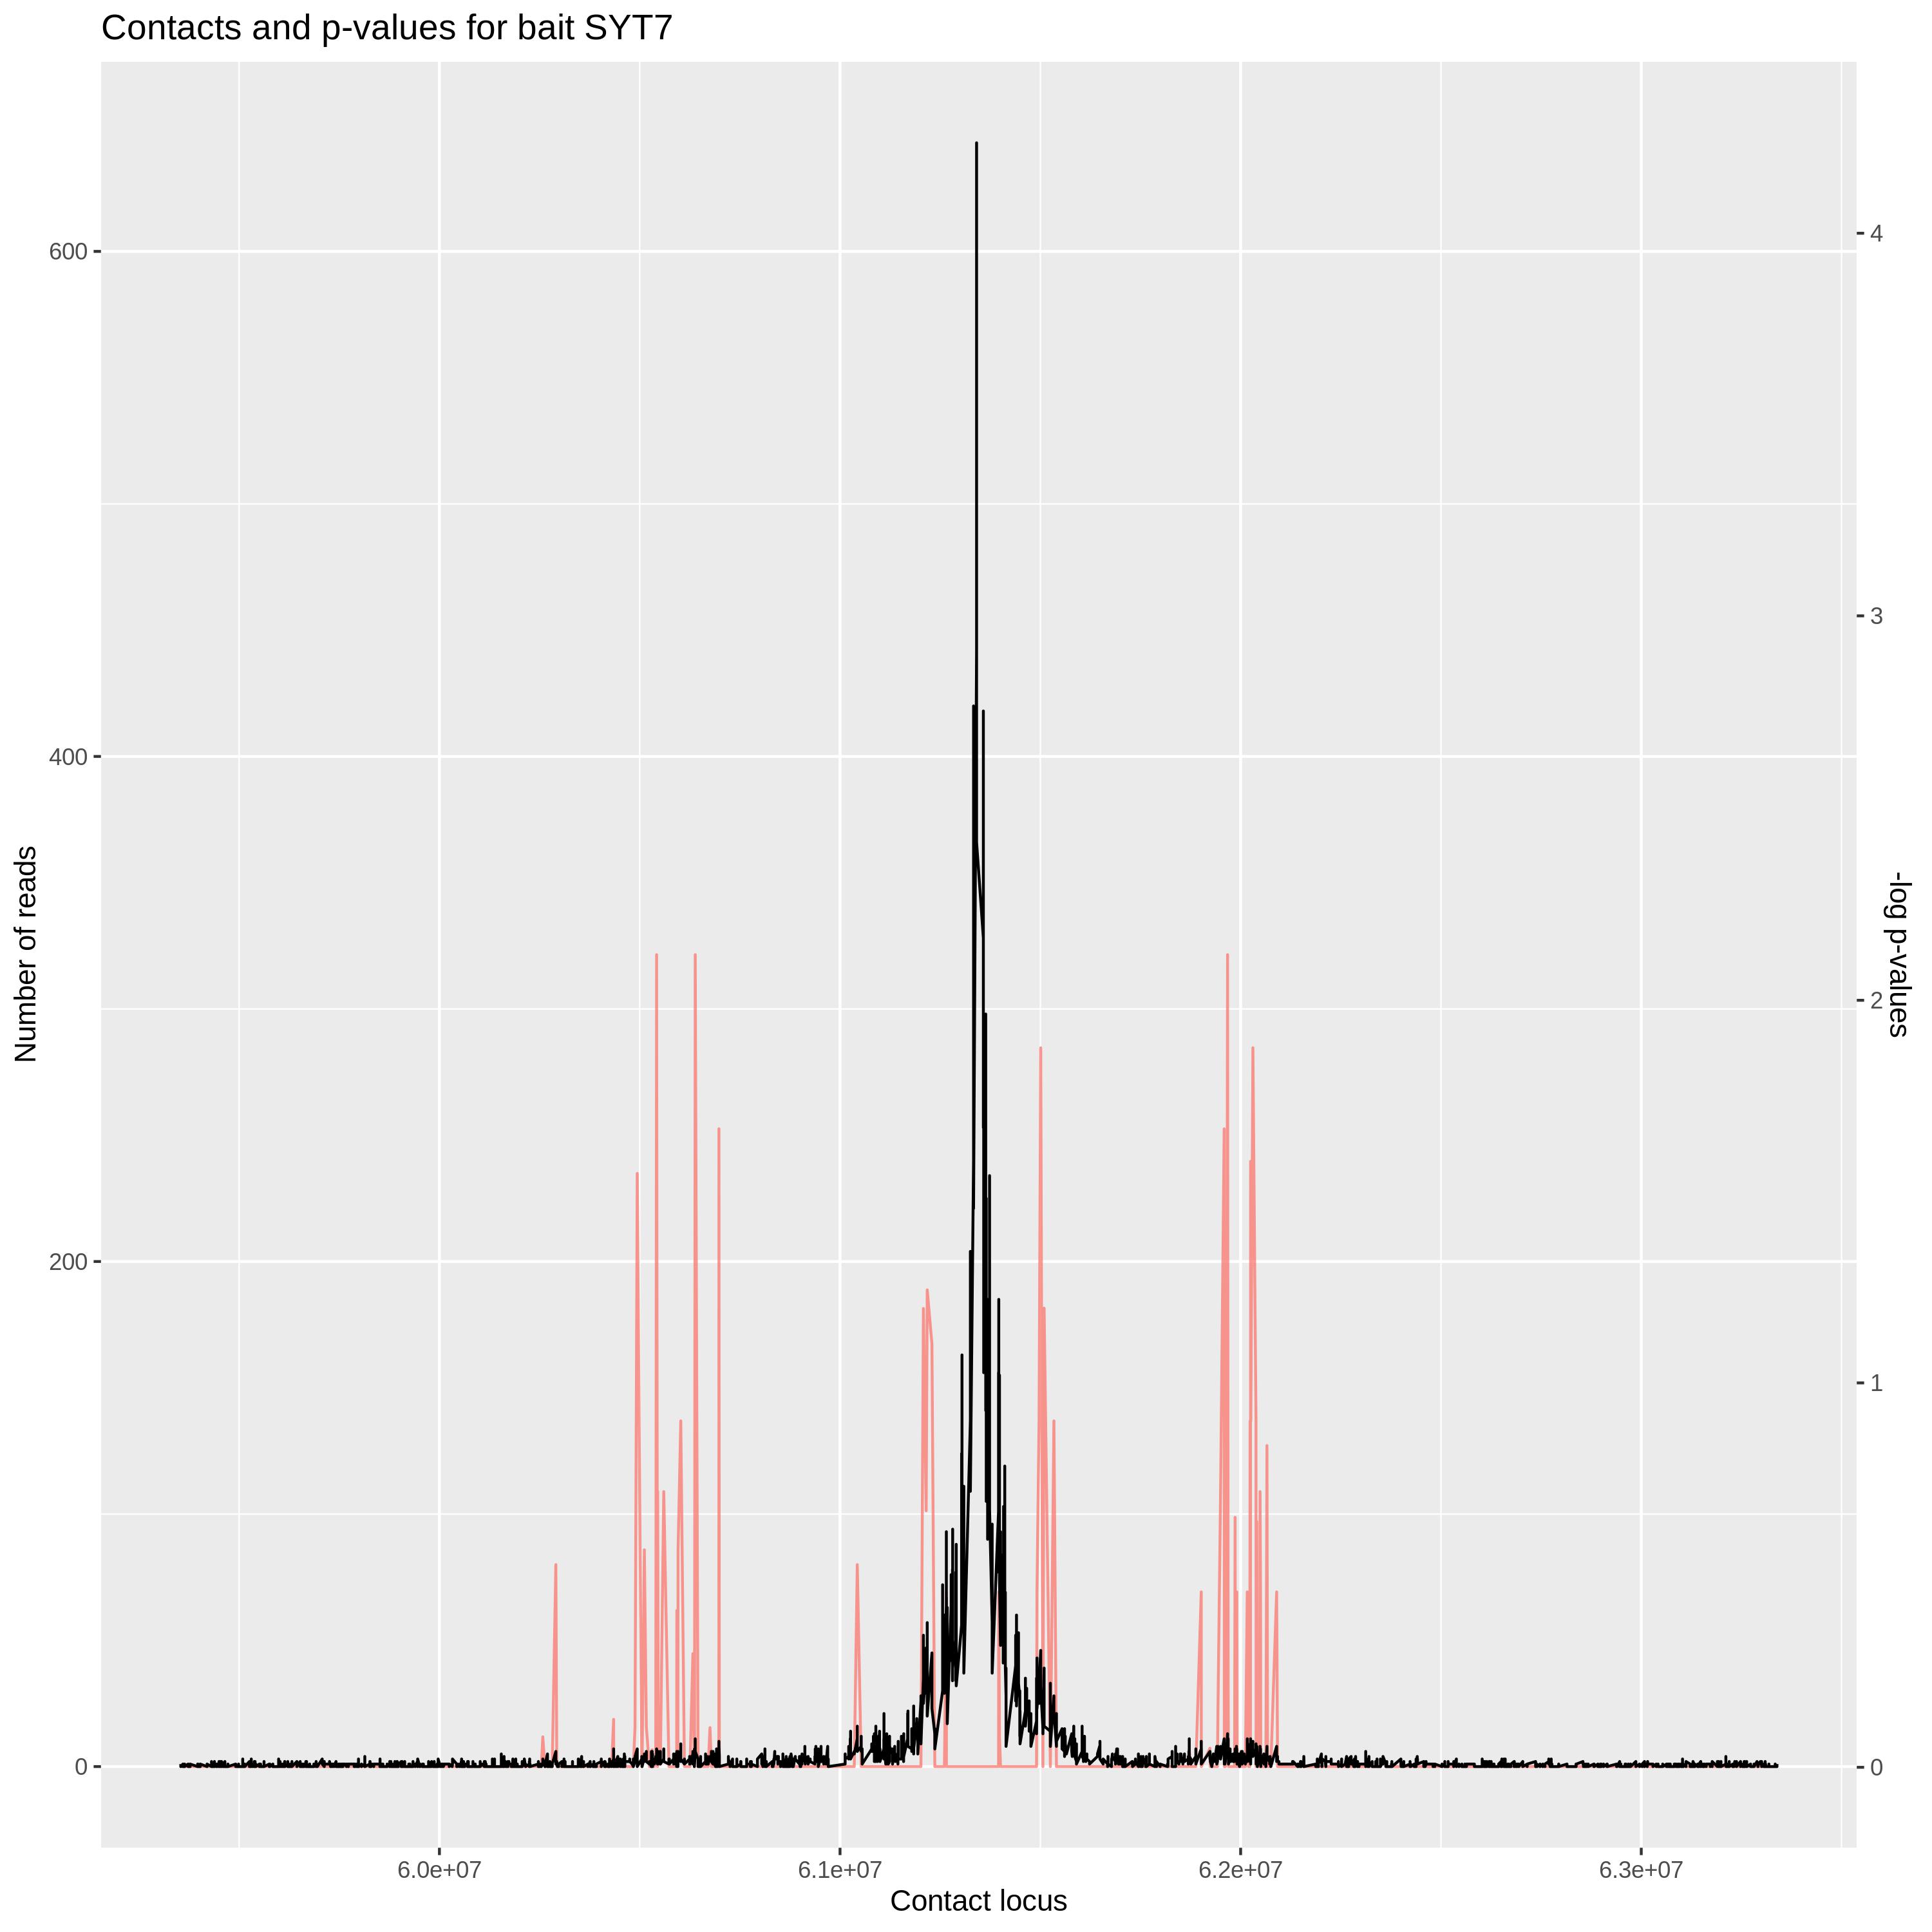 Contacts and p-values for bait SYT7
600
400
200
0
Number of reads
4
3
2
1
0
-log p-values
6.0e+07
6.1e+07
6.2e+07
6.3e+07
Contact locus